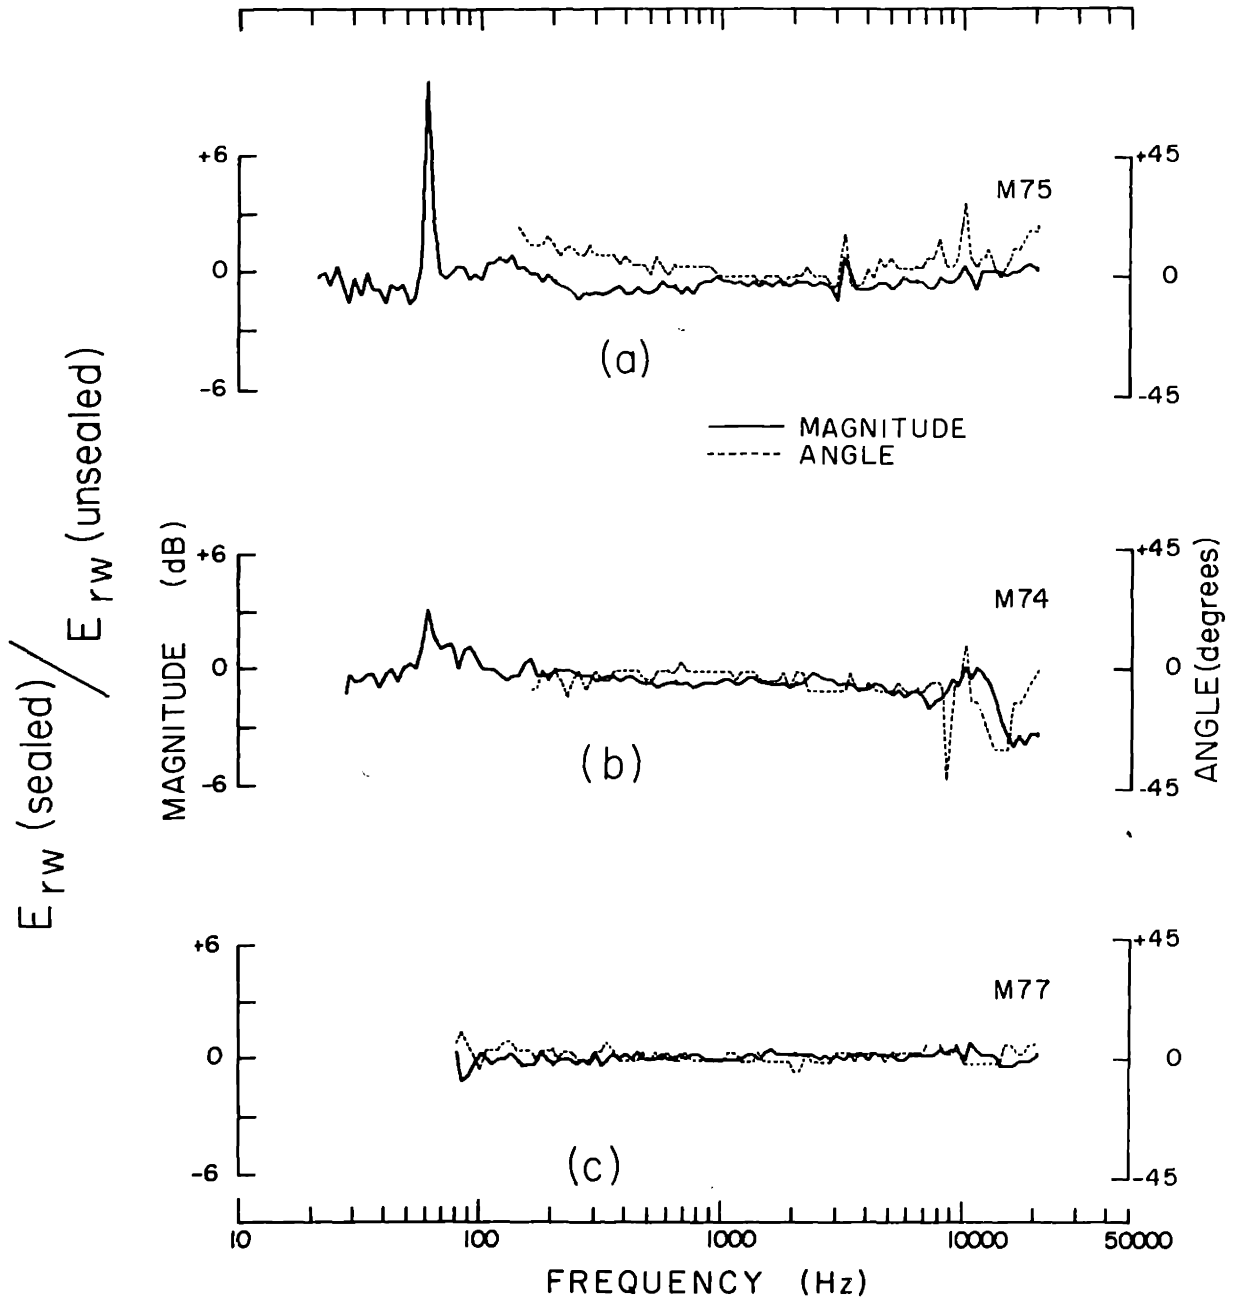 +6
0
-6
+45
0
-45
M75
(a)
MAGNITUDE
ANGLE
E rw (sealed) / E rw (unsealed)
MAGNITUDE (dB)
+6
0
-6
+45
0
-45
ANGLE (degrees)
M74
(b)
+6
0
-6
+45
0
-45
M77
(c)
10 100 1000 10000 50000
FREQUENCY (Hz)